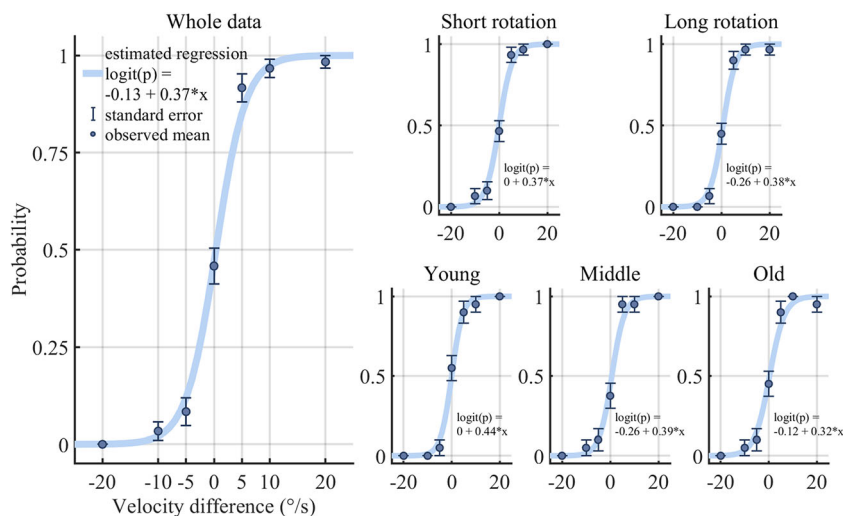 Whole data
1
0.75
0.5
0.25
0
Probability
estimated regression
logit(p) =
-0.13 + 0.37*x
standard error
observed mean
-20 -10 -5 0 5 10 20
Velocity difference (°/s)
Short rotation
1
0.5
0
logit(p) =
0 + 0.37*x
-20 0 20
Long rotation
1
0.5
0
logit(p) =
-0.26 + 0.38*x
-20 0 20
Young
1
0.5
0
logit(p) =
0 + 0.44*x
-20 0 20
Middle
1
0.5
0
logit(p) =
-0.26 + 0.39*x
-20 0 20
Old
1
0.5
0
logit(p) =
-0.12 + 0.32*x
-20 0 20